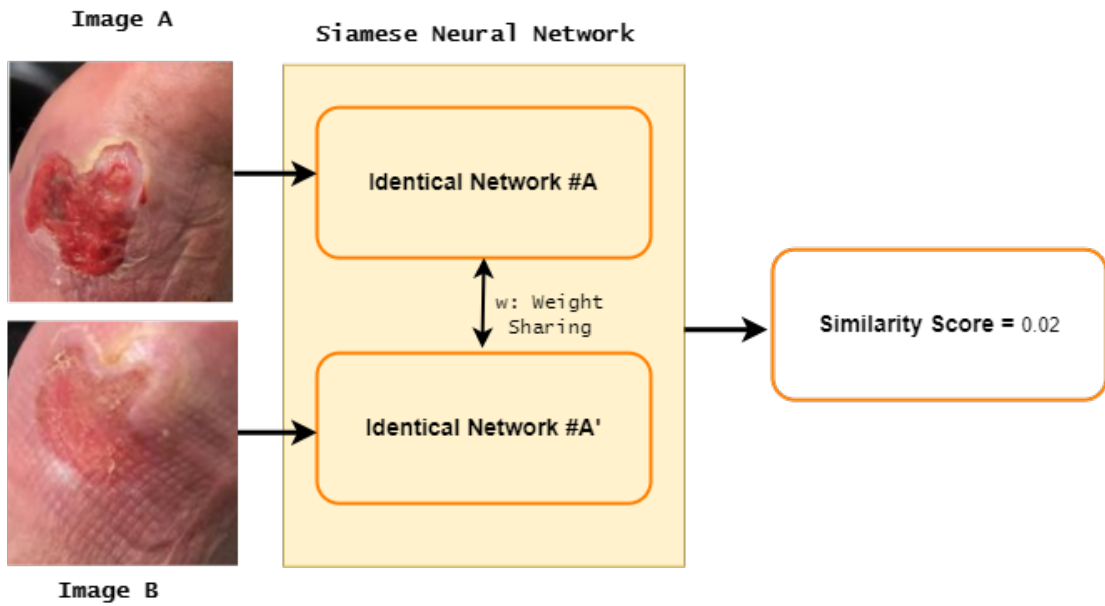 Image A
Siamese Neural Network
Identical Network #A
w: Weight
Sharing
Similarity Score = 0.02
Identical Network #A'
Image B